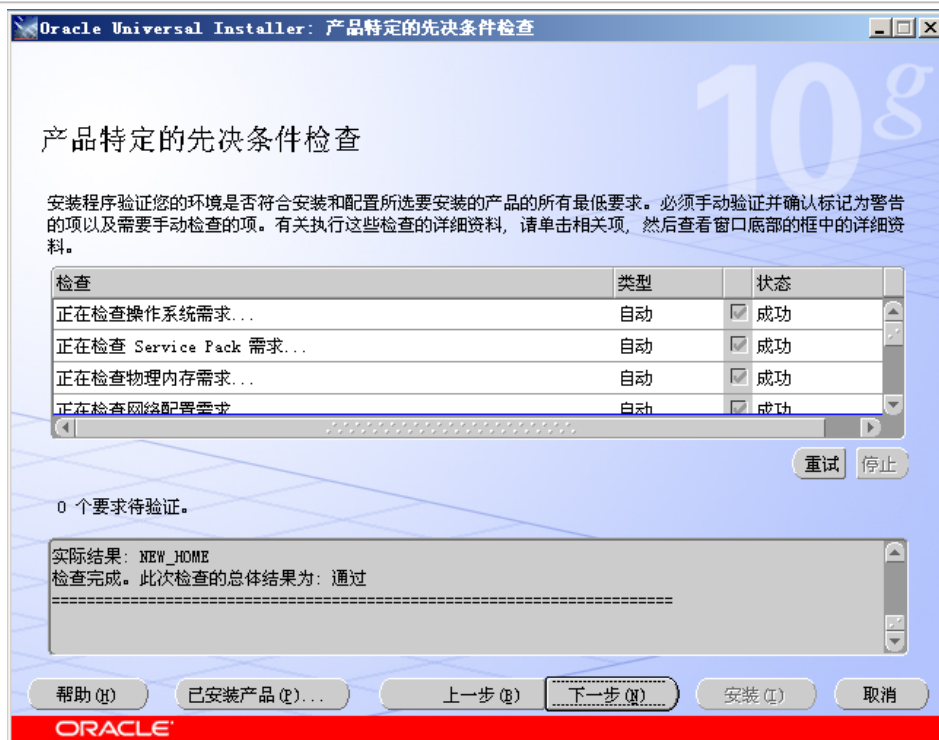 Oracle Universal Installer: 产品特定的先决条件检查
10g
产品特定的先决条件检查
安装程序验证您的环境是否符合安装和配置所选要安装的产品的所有最低要求。必须手动验证并确认标记为警告
的项以及需要手动检查的项。有关执行这些检查的详细资料, 请单击相关项, 然后查看窗口底部的框中的详细资
料。
检查 类型 状态
正在检查操作系统需求... 自动 成功
正在检查 Service Pack 需求... 自动 成功
正在检查物理内存需求... 自动 成功
正在检查网络配置需求 自动 成功
重试 停止
0 个要求待验证。
实际结果: NEW_HOME
检查完成。此次检查的总体结果为: 通过
========================================================================
帮助(H) 已安装产品(P)... 上一步(B) 下一步(N) 安装(I) 取消
ORACLE